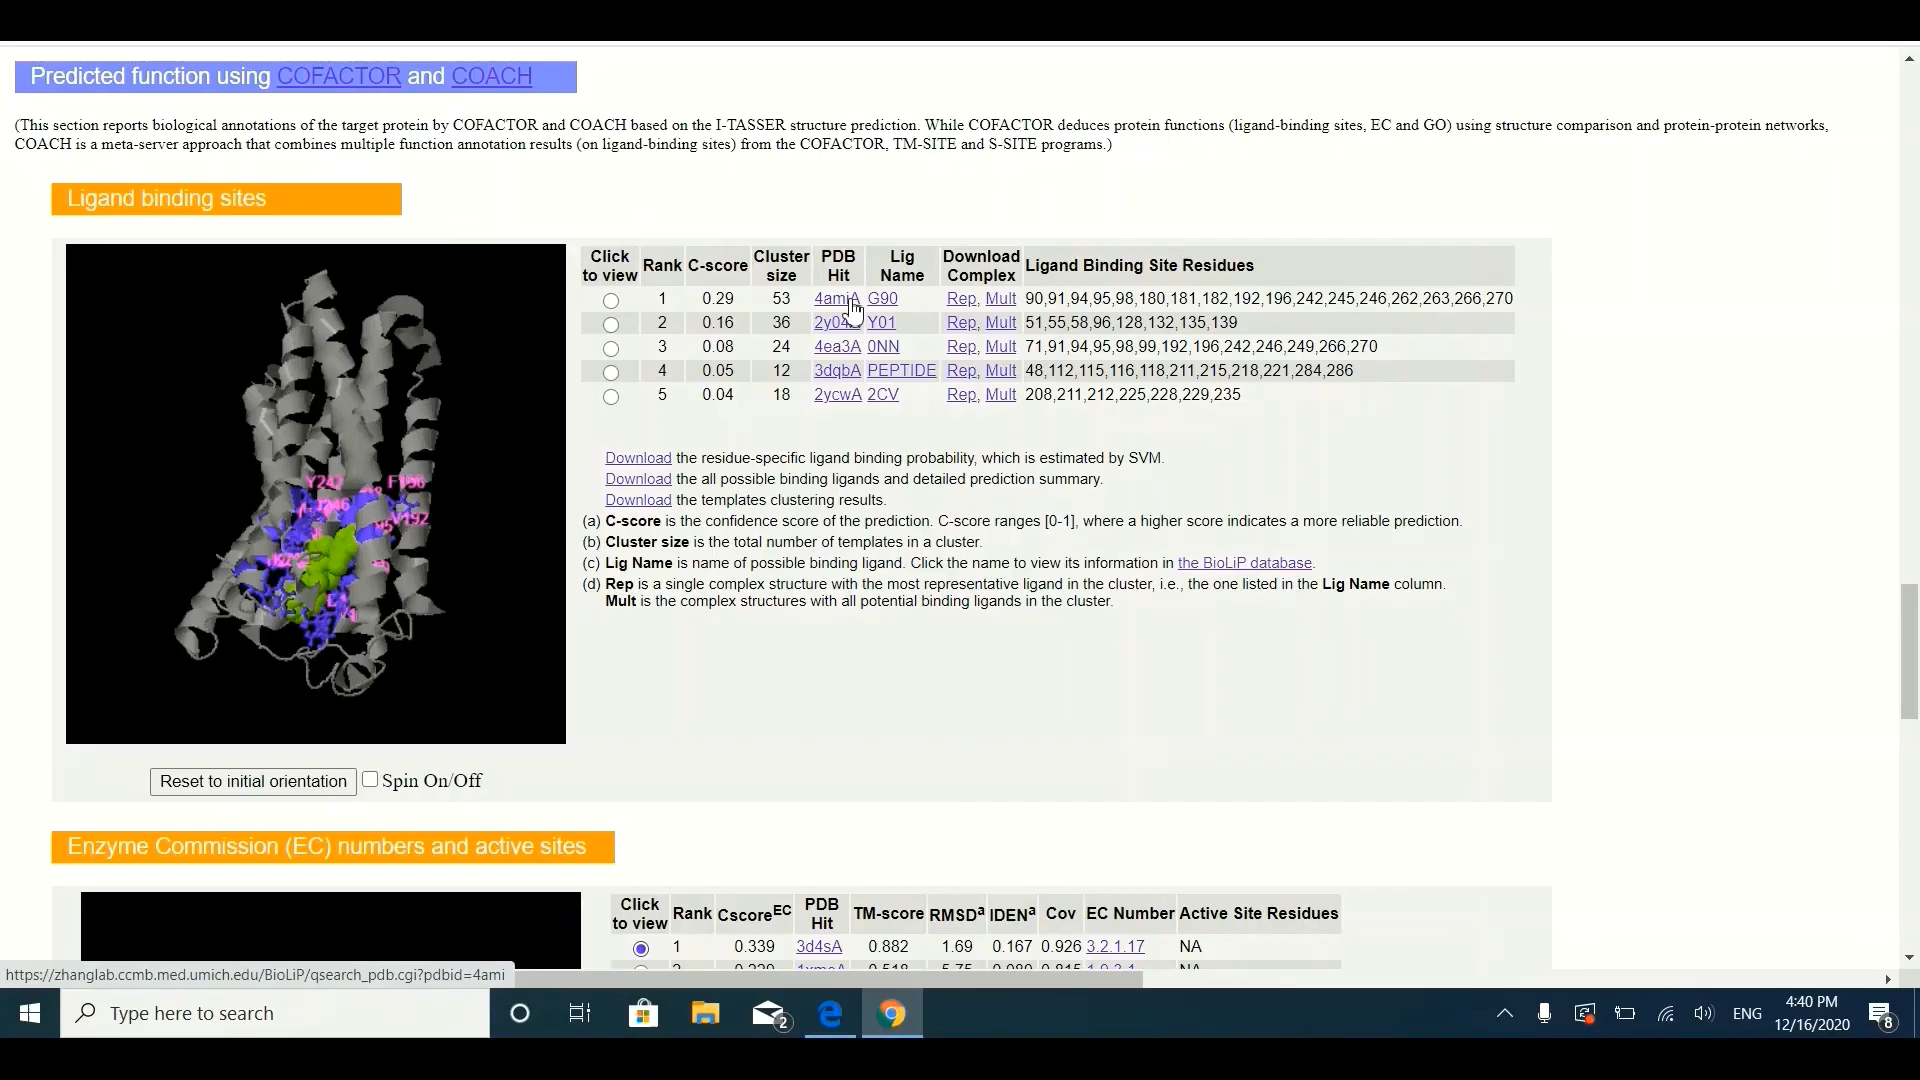 Predicted function using COFACTOR and COACH
(This section reports biological annotations of the target protein by COFACTOR and COACH based on the I-TASSER structure prediction. While COFACTOR deduces protein functions (ligand-binding sites, EC and GO) using structure comparison and protein-protein networks,
COACH is a meta-server approach that combines multiple function annotation results (on ligand-binding sites) from the COFACTOR, TM-SITE and S-SITE programs.)
Ligand binding sites
Click to view Rank C-score Cluster size PDB Hit Lig Name Download Complex Ligand Binding Site Residues
1 0.29 53 4amiA G90 Rep, Mult 90,91,94,95,98,180,181,182,192,196,242,245,246,262,263,266,270
2 0.16 36 Y01 Rep, Mult 51,55,58,96,128,132,135,139
3 0.08 24 4ea3A 0NN Rep, Mult 71,91,94,95,98,99,192,196,242,246,249,266,270
4 0.05 12 3dqbA PEPTIDE Rep, Mult 48,112,115,116,118,211,215,218,221,284,286
5 0.04 18 2ycwA 2CV Rep, Mult 208,211,212,225,228,229,235
Y242 F196
V192
Download the residue-specific ligand binding probability, which is estimated by SVM.
Download the all possible binding ligands and detailed prediction summary.
Download the templates clustering results.
(a) C-score is the confidence score of the prediction. C-score ranges [0-1], where a higher score indicates a more reliable prediction.
(b) Cluster size is the total number of templates in a cluster.
(c) Lig Name is name of possible binding ligand. Click the name to view its information in the BioLiP database.
(d) Rep is a single complex structure with the most representative ligand in the cluster, i.e., the one listed in the Lig Name column.
Mult is the complex structures with all potential binding ligands in the cluster.
Reset to initial orientation Spin On/Off
Enzyme Commission (EC) numbers and active sites
Click to view Rank CscoreEC PDB Hit TM-score RMSDa IDENa Cov EC Number Active Site Residues
1 0.339 3d4sA 0.882 1.69 0.167 0.926 3.2.1.17 NA
https://zhanglab.ccmb.med.umich.edu/BioLiP/qsearch_pdb.cgi?pdbid=4ami
Type here to search
2
ENG
4:40 PM
12/16/2020
8